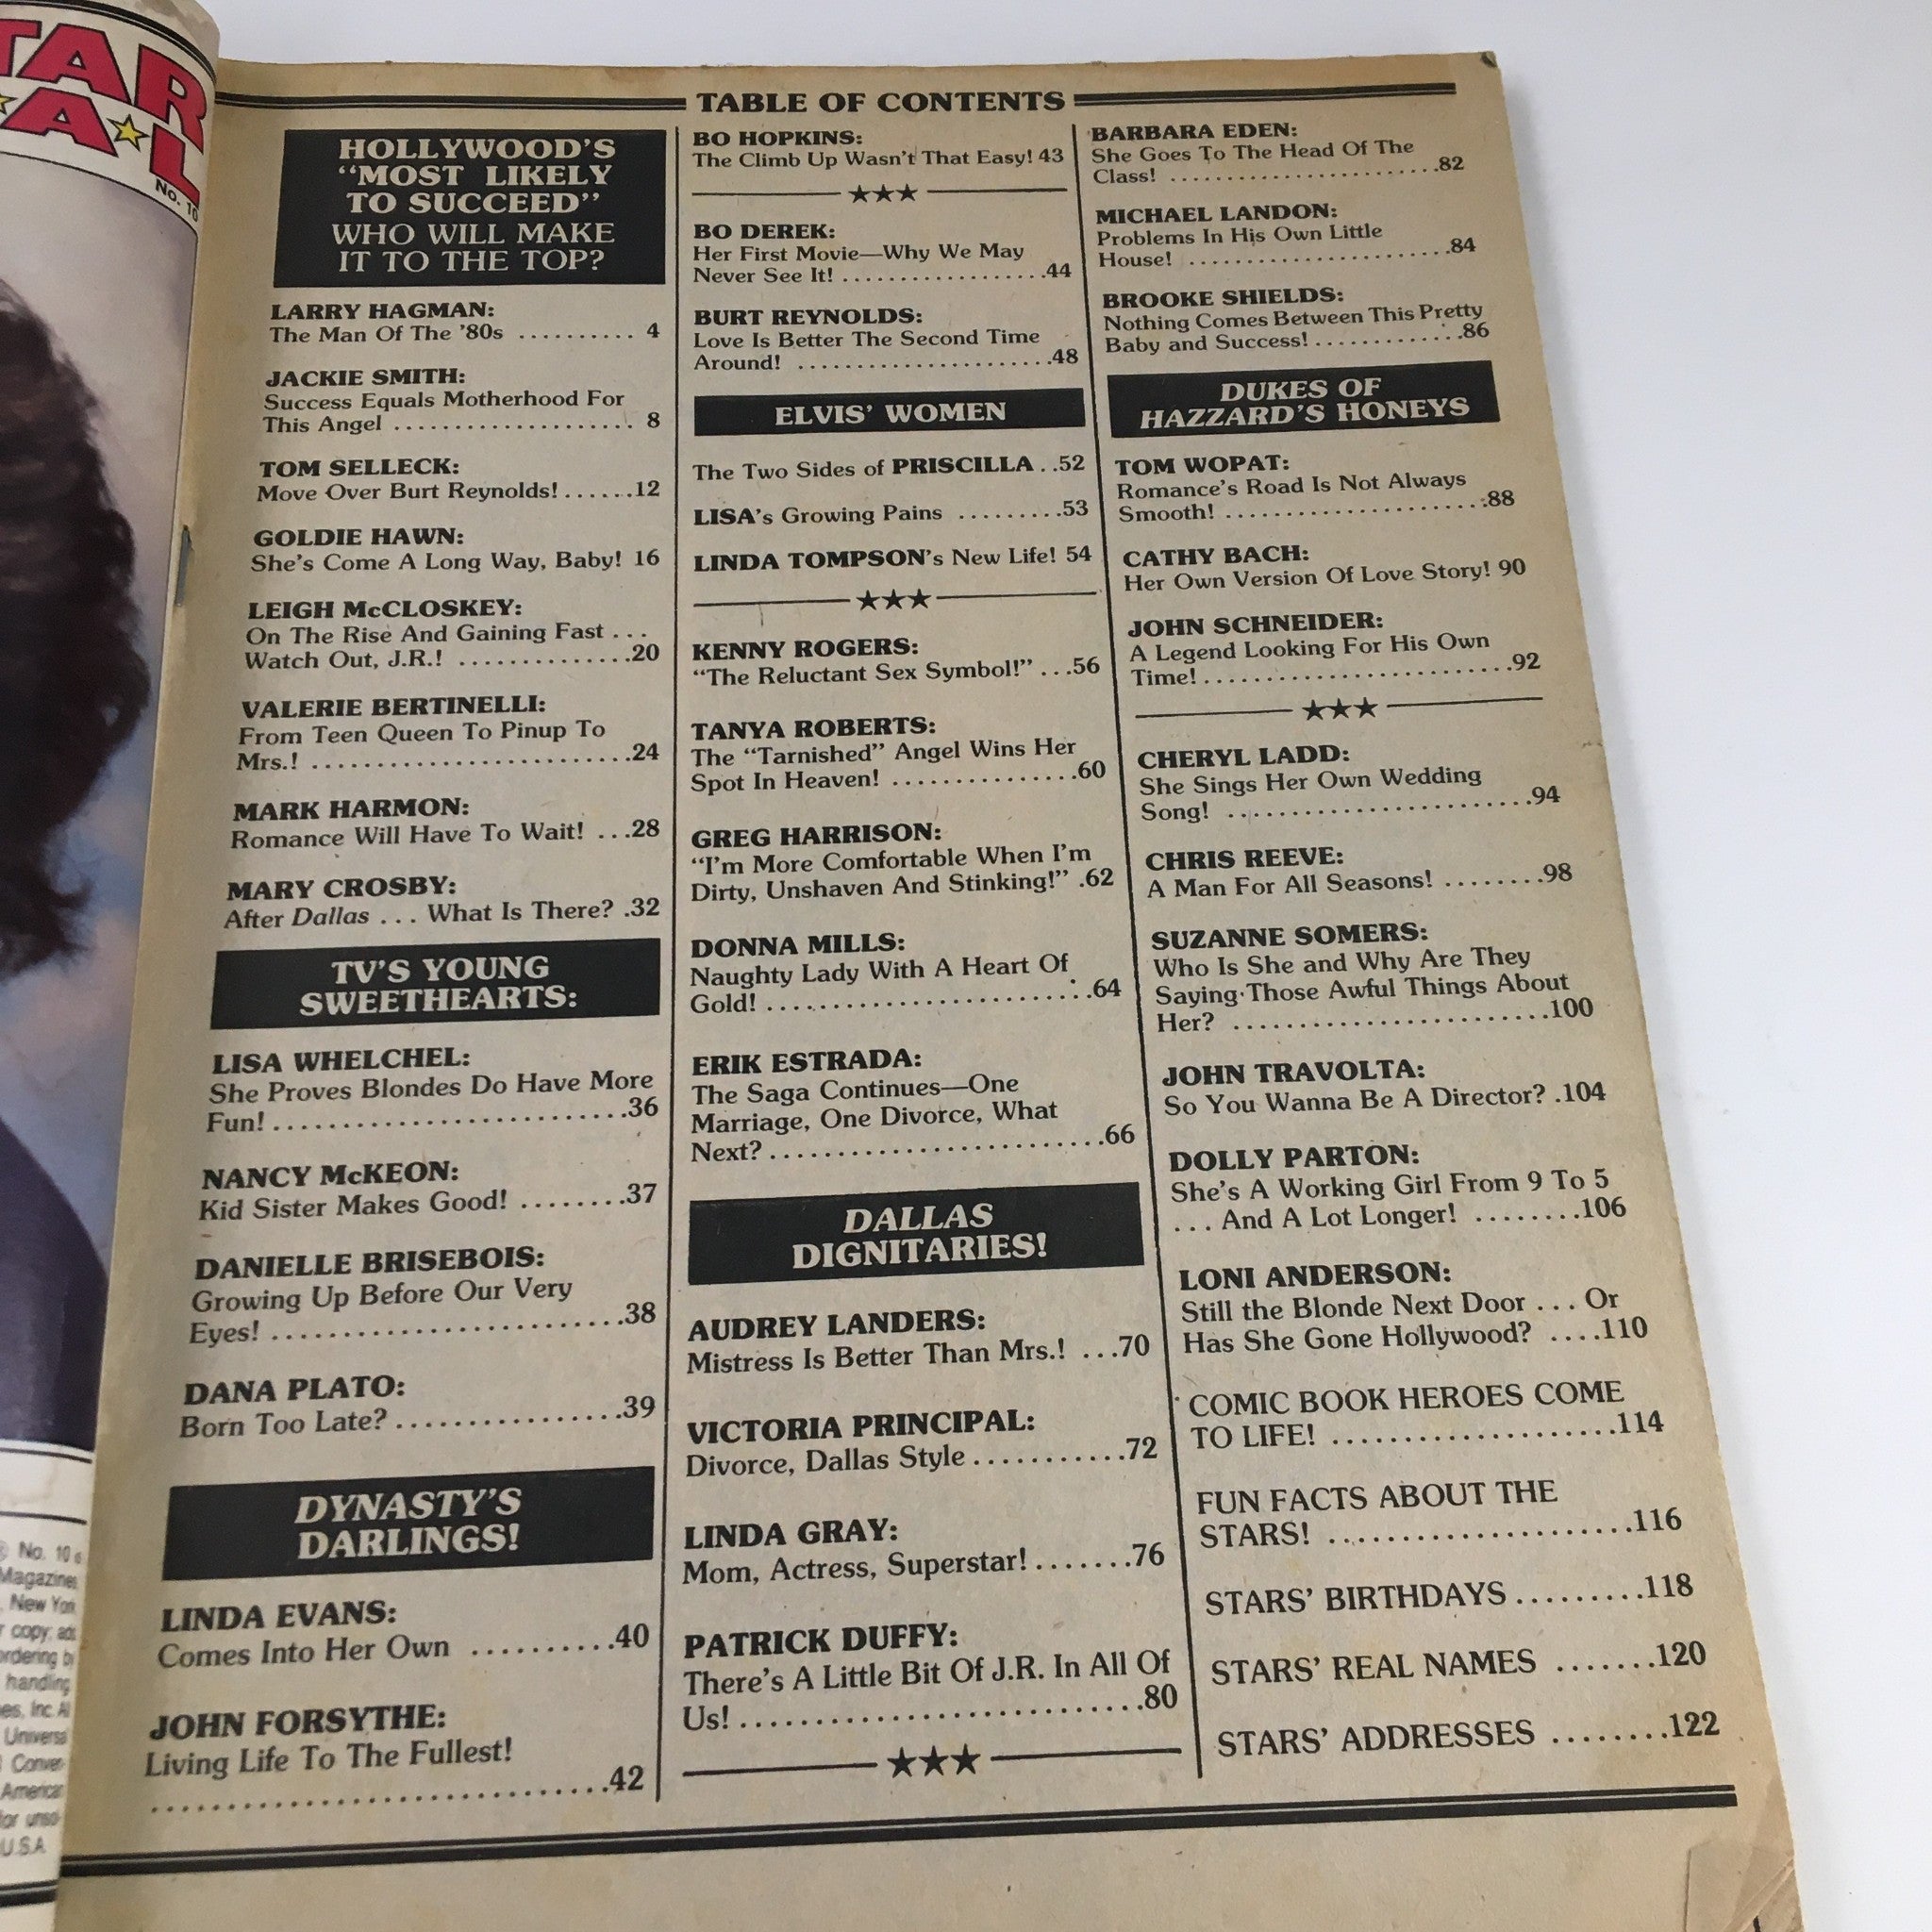 TAR
A★L
No. 10
No. 10
Magazines
New York
copy; add
ordering by
handling
es, Inc. Al
Universal
Conven-
American
for unso-
U.S.A.
TABLE OF CONTENTS
HOLLYWOOD'S
"MOST LIKELY
TO SUCCEED"
WHO WILL MAKE
IT TO THE TOP?
LARRY HAGMAN:
The Man Of The '80s .......... 4
JACKIE SMITH:
Success Equals Motherhood For
This Angel .................... 8
TOM SELLECK:
Move Over Burt Reynolds!......12
GOLDIE HAWN:
She's Come A Long Way, Baby! 16
LEIGH McCLOSKEY:
On The Rise And Gaining Fast ...
Watch Out, J.R.! ..............20
VALERIE BERTINELLI:
From Teen Queen To Pinup To
Mrs.! .........................24
MARK HARMON:
Romance Will Have To Wait! ...28
MARY CROSBY:
After Dallas ... What Is There? .32
TV'S YOUNG
SWEETHEARTS:
LISA WHELCHEL:
She Proves Blondes Do Have More
Fun!..........................36
NANCY McKEON:
Kid Sister Makes Good! ........37
DANIELLE BRISEBOIS:
Growing Up Before Our Very
Eyes! .........................38
DANA PLATO:
Born Too Late?................39
DYNASTY'S
DARLINGS!
LINDA EVANS:
Comes Into Her Own ..........40
JOHN FORSYTHE:
Living Life To The Fullest!
..............................42
BO HOPKINS:
The Climb Up Wasn't That Easy! 43
★★★
BO DEREK:
Her First Movie—Why We May
Never See It! ..................44
BURT REYNOLDS:
Love Is Better The Second Time
Around! ......................48
ELVIS' WOMEN
The Two Sides of PRISCILLA ..52
LISA's Growing Pains .........53
LINDA TOMPSON's New Life! 54
★★★
KENNY ROGERS:
"The Reluctant Sex Symbol!" ...56
TANYA ROBERTS:
The "Tarnished" Angel Wins Her
Spot In Heaven! ...............60
GREG HARRISON:
"I'm More Comfortable When I'm
Dirty, Unshaven And Stinking!" .62
DONNA MILLS:
Naughty Lady With A Heart Of
Gold! .........................64
ERIK ESTRADA:
The Saga Continues—One
Marriage, One Divorce, What
Next?.........................66
DALLAS
DIGNITARIES!
AUDREY LANDERS:
Mistress Is Better Than Mrs.! ...70
VICTORIA PRINCIPAL:
Divorce, Dallas Style ...........72
LINDA GRAY:
Mom, Actress, Superstar!.......76
PATRICK DUFFY:
There's A Little Bit Of J.R. In All Of
Us! ...........................80
★★★
BARBARA EDEN:
She Goes To The Head Of The
Class! ........................82
MICHAEL LANDON:
Problems In His Own Little
House! .......................84
BROOKE SHIELDS:
Nothing Comes Between This Pretty
Baby and Success!.............86
DUKES OF
HAZZARD'S HONEYS
TOM WOPAT:
Romance's Road Is Not Always
Smooth! ......................88
CATHY BACH:
Her Own Version Of Love Story! 90
JOHN SCHNEIDER:
A Legend Looking For His Own
Time!.........................92
★★★
CHERYL LADD:
She Sings Her Own Wedding
Song! .......................94
CHRIS REEVE:
A Man For All Seasons! ........98
SUZANNE SOMERS:
Who Is She and Why Are They
Saying Those Awful Things About
Her? ........................100
JOHN TRAVOLTA:
So You Wanna Be A Director? .104
DOLLY PARTON:
She's A Working Girl From 9 To 5
... And A Lot Longer! ........106
LONI ANDERSON:
Still the Blonde Next Door ... Or
Has She Gone Hollywood? ....110
COMIC BOOK HEROES COME
TO LIFE! ....................114
FUN FACTS ABOUT THE
STARS! .....................116
STARS' BIRTHDAYS.........118
STARS' REAL NAMES .......120
STARS' ADDRESSES ........122